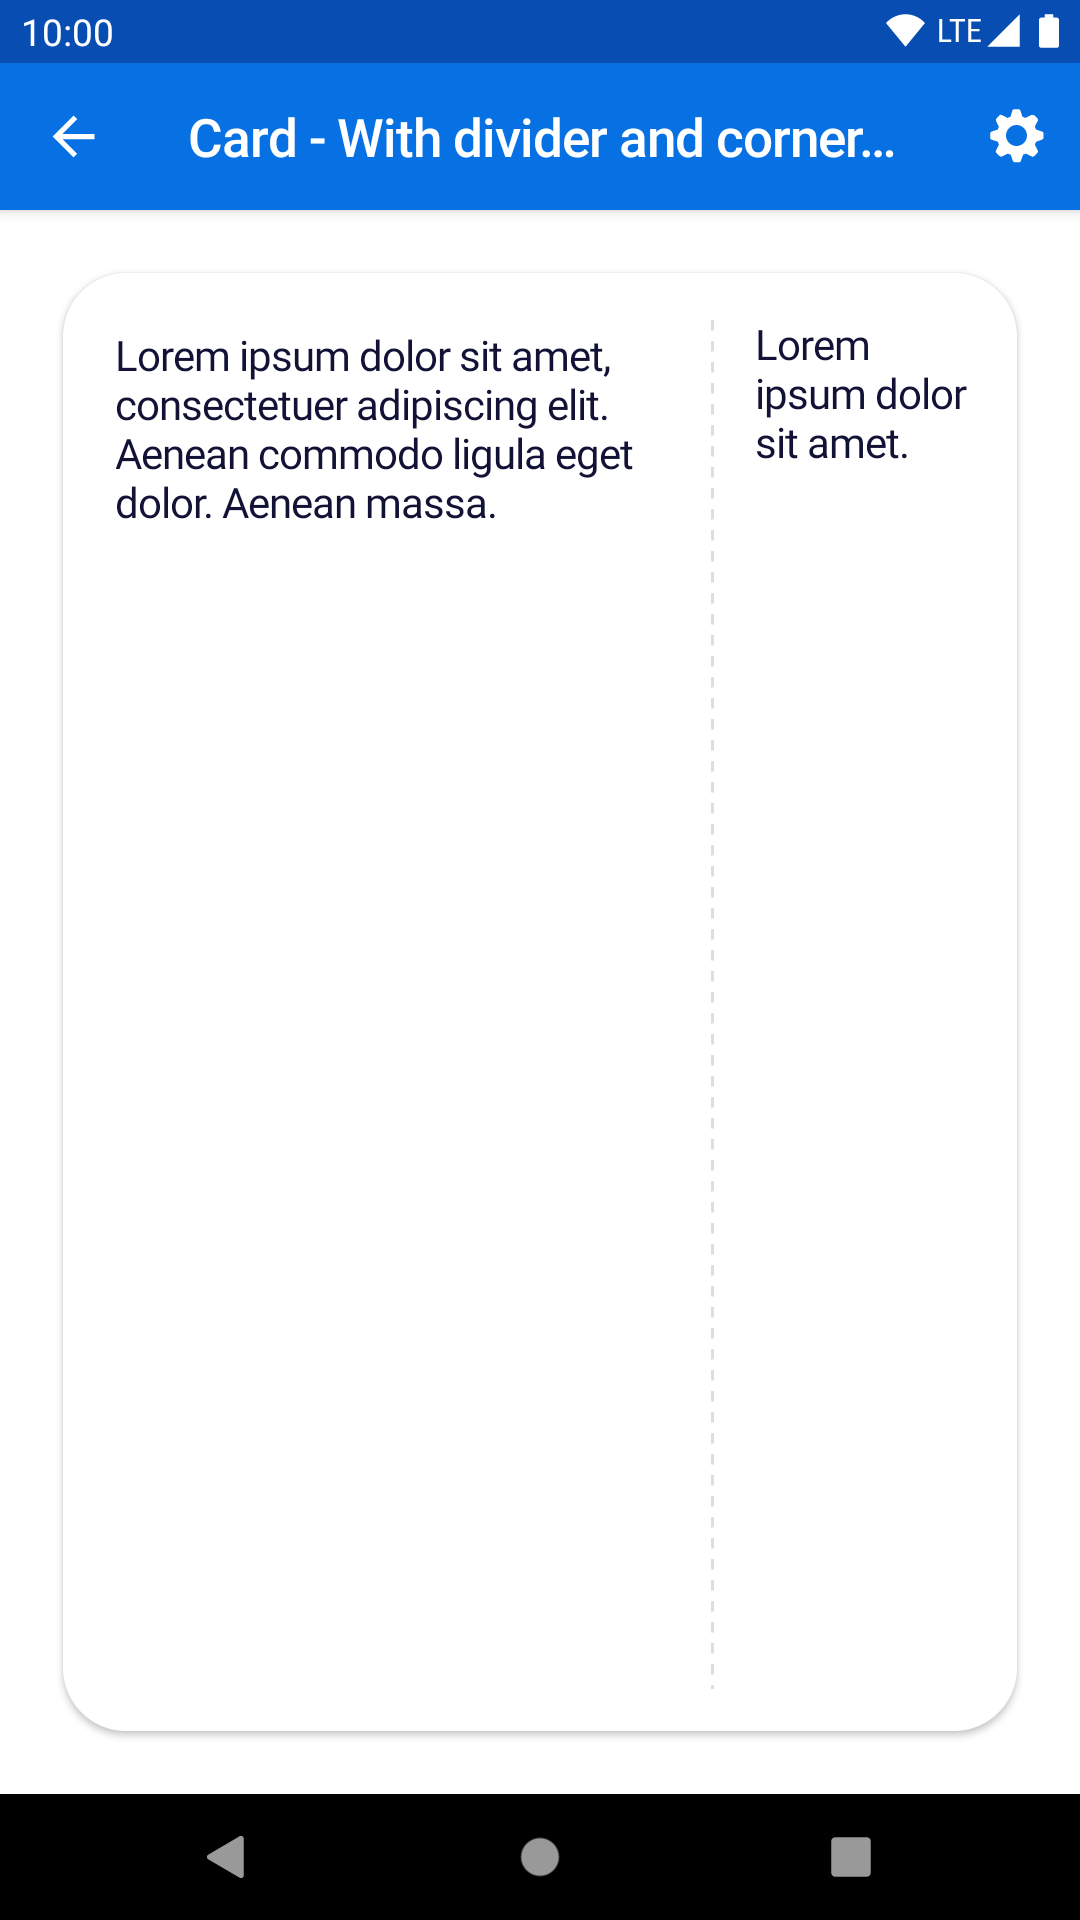 10:00
LTE
Card - With divider and corner...
Lorem ipsum dolor sit amet,
consectetuer adipiscing elit.
Aenean commodo ligula eget
dolor. Aenean massa.
Lorem
ipsum dolor
sit amet.